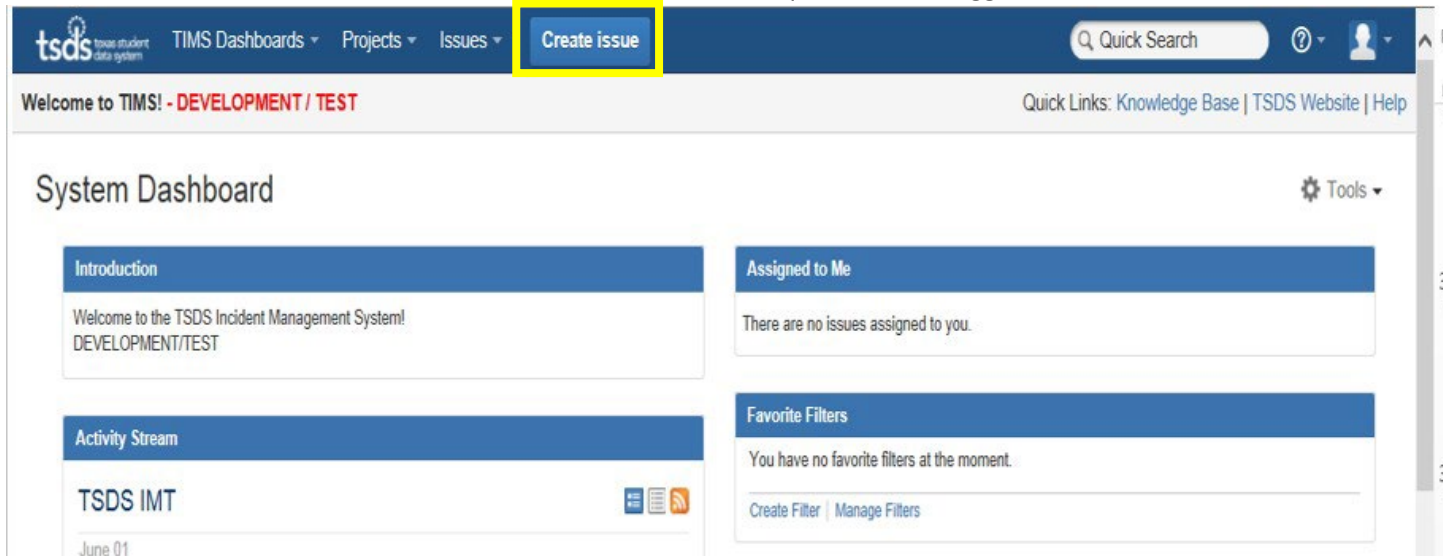 tsds texas student data system TIMS Dashboards Projects Issues Create issue Quick Search
Welcome to TIMS! - DEVELOPMENT / TEST Quick Links: Knowledge Base | TSDS Website | Help
System Dashboard Tools
Introduction
Welcome to the TSDS Incident Management System!
DEVELOPMENT/TEST
Assigned to Me
There are no issues assigned to you.
Activity Stream
TSDS IMT
June 01
Favorite Filters
You have no favorite filters at the moment.
Create Filter | Manage Filters